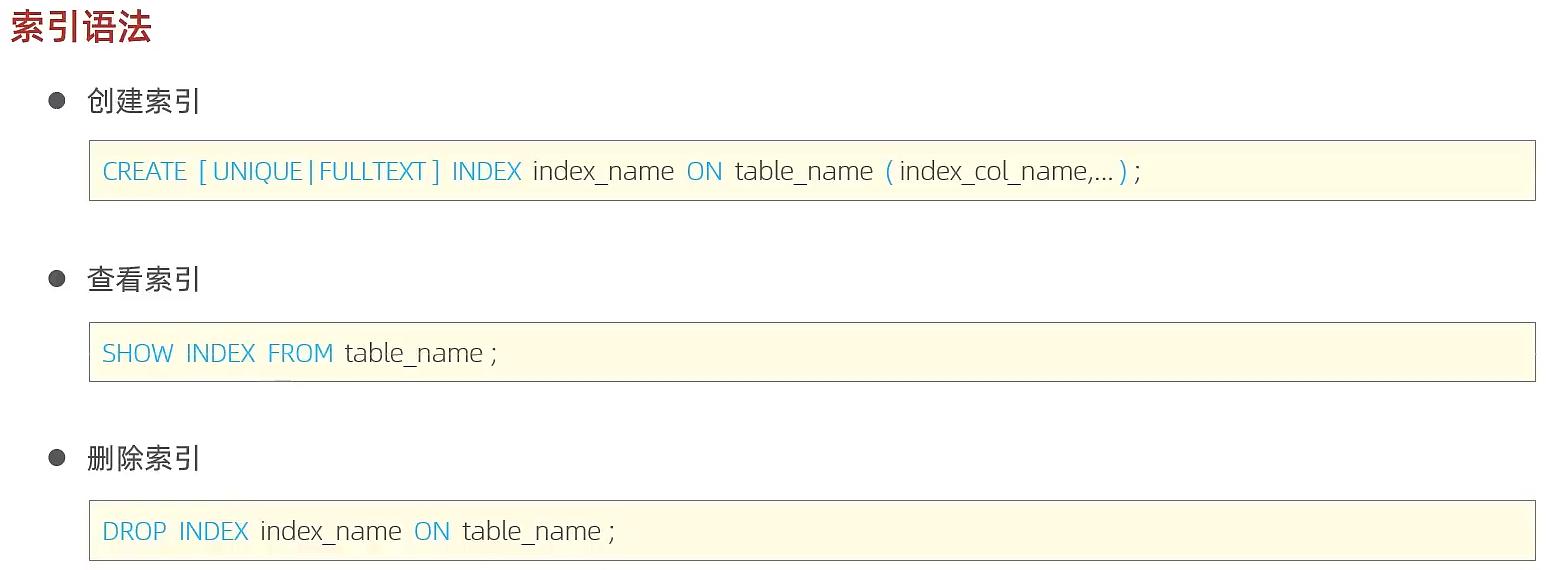 索引语法
创建索引
CREATE [ UNIQUE | FULLTEXT ] INDEX index_name ON table_name ( index_col_name,... ) ;
查看索引
SHOW INDEX FROM table_name ;
删除索引
DROP INDEX index_name ON table_name ;